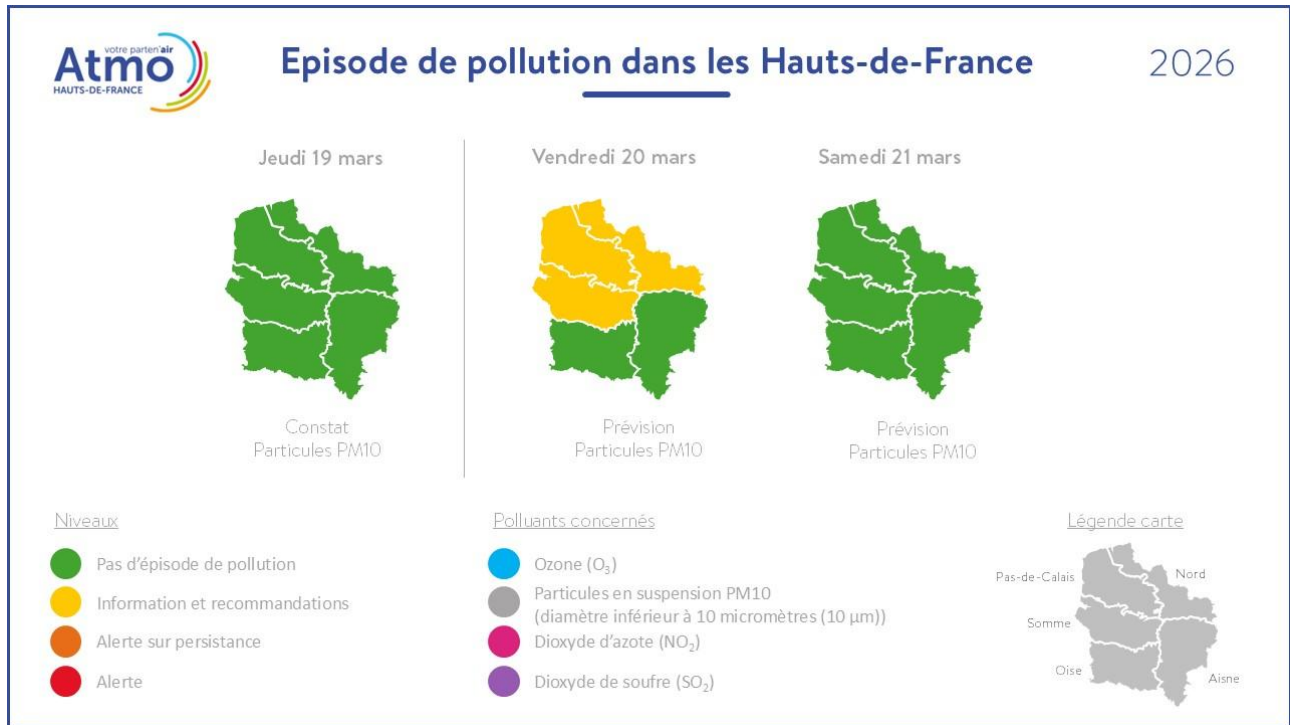 votre parten'air
Atmo
HAUTS-DE-FRANCE
Episode de pollution dans les Hauts-de-France
2026
Jeudi 19 mars
Vendredi 20 mars
Samedi 21 mars
Constat
Particules PM10
Prévision
Particules PM10
Prévision
Particules PM10
Niveaux
Pas d'épisode de pollution
Information et recommandations
Alerte sur persistance
Alerte
Polluants concernés
Ozone (O₃)
Particules en suspension PM10
(diamètre inférieur à 10 micromètres (10 µm))
Dioxyde d'azote (NO₂)
Dioxyde de soufre (SO₂)
Légende carte
Pas-de-Calais
Nord
Somme
Oise
Aisne